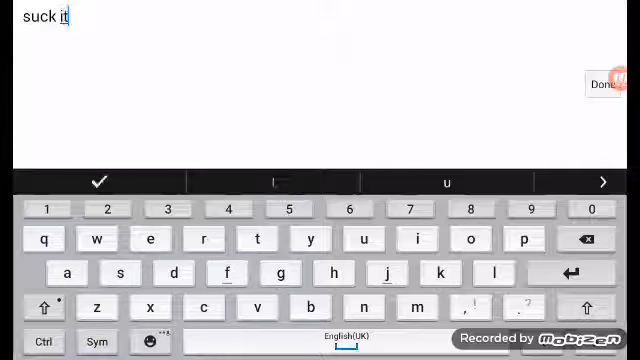 suck it
Done
u
1 2 3 4 5 6 7 8 9 0
q w e r t y u i o p
a s d f g h j k l
z x c v b n m , ! . ?
Ctrl Sym English(UK)
Recorded by MOBIZEN